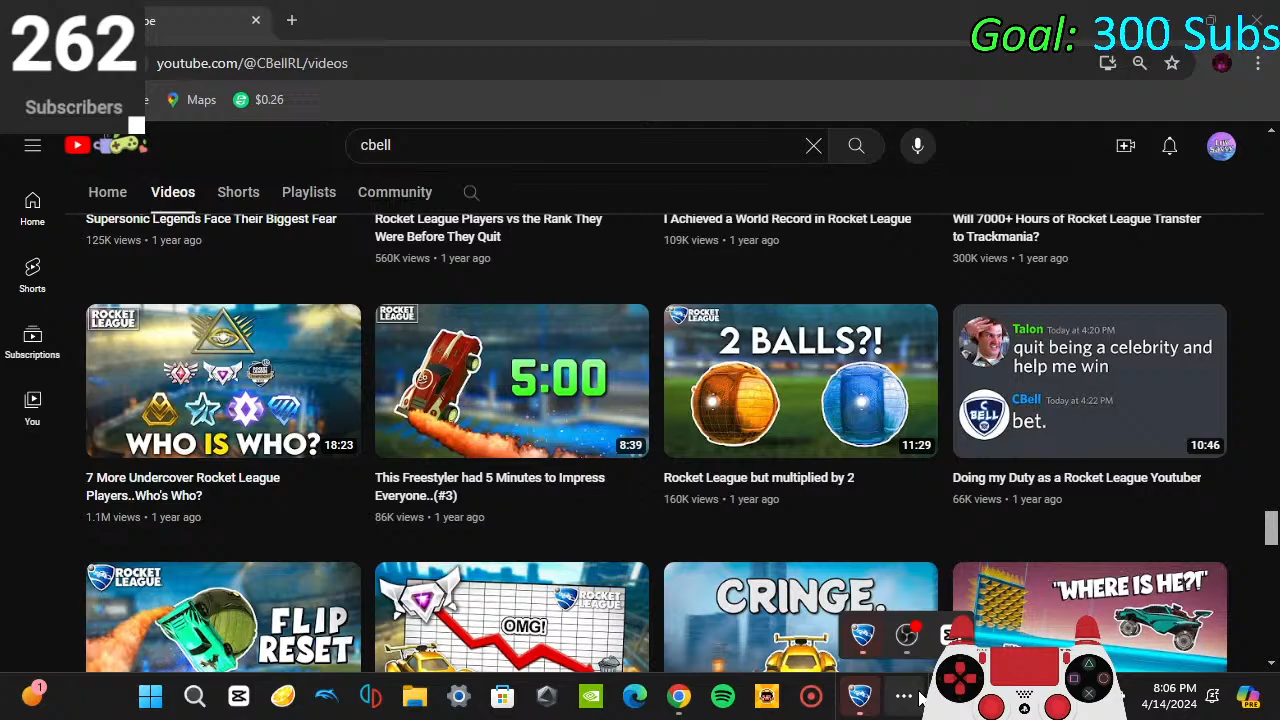 262
Subscribers
be
Goal: 300 Subs
youtube.com/@CBellRL/videos
e
Maps
$0.26
cbell
Home
Videos
Shorts
Playlists
Community
Home
Shorts
Subscriptions
You
Supersonic Legends Face Their Biggest Fear
125K views • 1 year ago
Rocket League Players vs the Rank They
Were Before They Quit
560K views • 1 year ago
I Achieved a World Record in Rocket League
109K views • 1 year ago
Will 7000+ Hours of Rocket League Transfer
to Trackmania?
300K views • 1 year ago
ROCKET
LEAGUE
WHO IS WHO?
18:23
7 More Undercover Rocket League
Players..Who's Who?
1.1M views • 1 year ago
ROCKET
LEAGUE
5:00
8:39
This Freestyler had 5 Minutes to Impress
Everyone..(#3)
86K views • 1 year ago
ROCKET
LEAGUE
2 BALLS?!
11:29
Rocket League but multiplied by 2
160K views • 1 year ago
Talon Today at 4:20 PM
quit being a celebrity and
help me win
C
BELL
CBell Today at 4:22 PM
bet.
10:46
Doing my Duty as a Rocket League Youtuber
66K views • 1 year ago
ROCKET
LEAGUE
FLIP
RESET
OMG!
ROCKET
LEAGUE
CRINGE.
"WHERE IS HE?!"
1
8:06 PM
4/14/2024
PRE